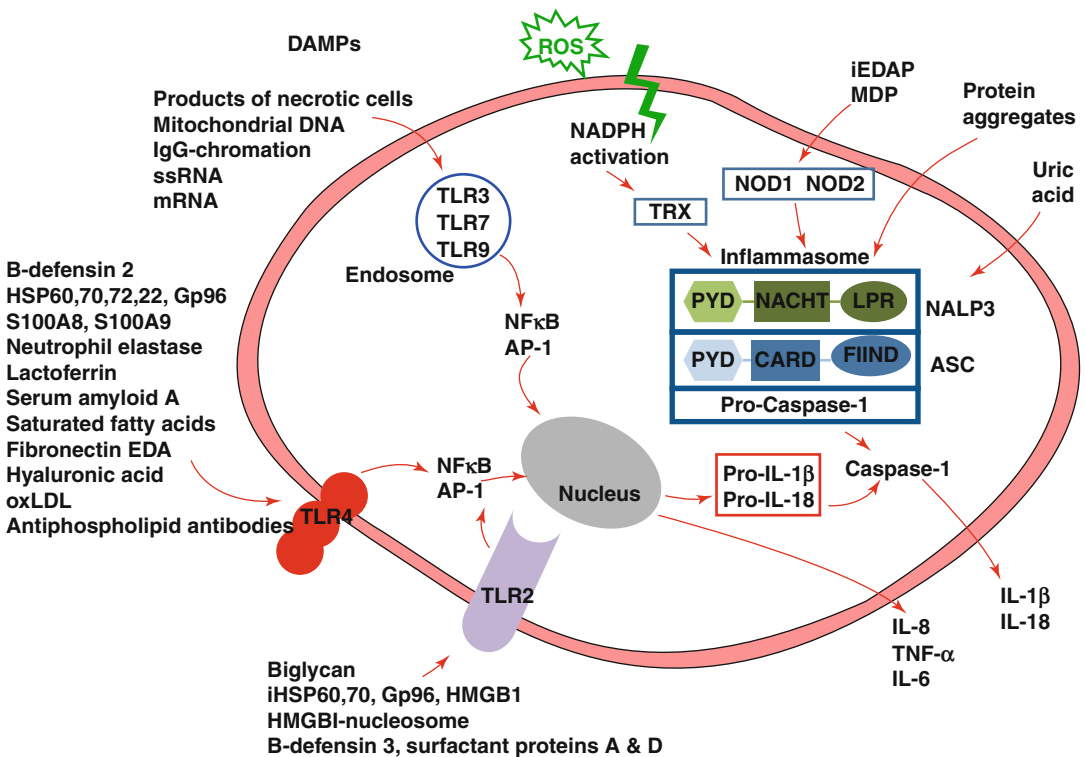 DAMPs
ROS
Products of necrotic cells
Mitochondrial DNA
IgG-chromation
ssRNA
mRNA
TLR3
TLR7
TLR9
Endosome
NADPH
activation
TRX
iEDAP
MDP
NOD1 NOD2
Protein
aggregates
Uric
acid
Inflammasome
PYD NACHT LPR
NALP3
PYD CARD FIIND
ASC
Pro-Caspase-1
B-defensin 2
HSP60,70,72,22, Gp96
S100A8, S100A9
Neutrophil elastase
Lactoferrin
Serum amyloid A
Saturated fatty acids
Fibronectin EDA
Hyaluronic acid
oxLDL
Antiphospholipid antibodies
TLR4
NFκB
AP-1
NFκB
AP-1
Nucleus
Pro-IL-1β
Pro-IL-18
Caspase-1
TLR2
IL-1β
IL-18
IL-8
TNF-α
IL-6
Biglycan
iHSP60,70, Gp96, HMGB1
HMGBI-nucleosome
B-defensin 3, surfactant proteins A & D